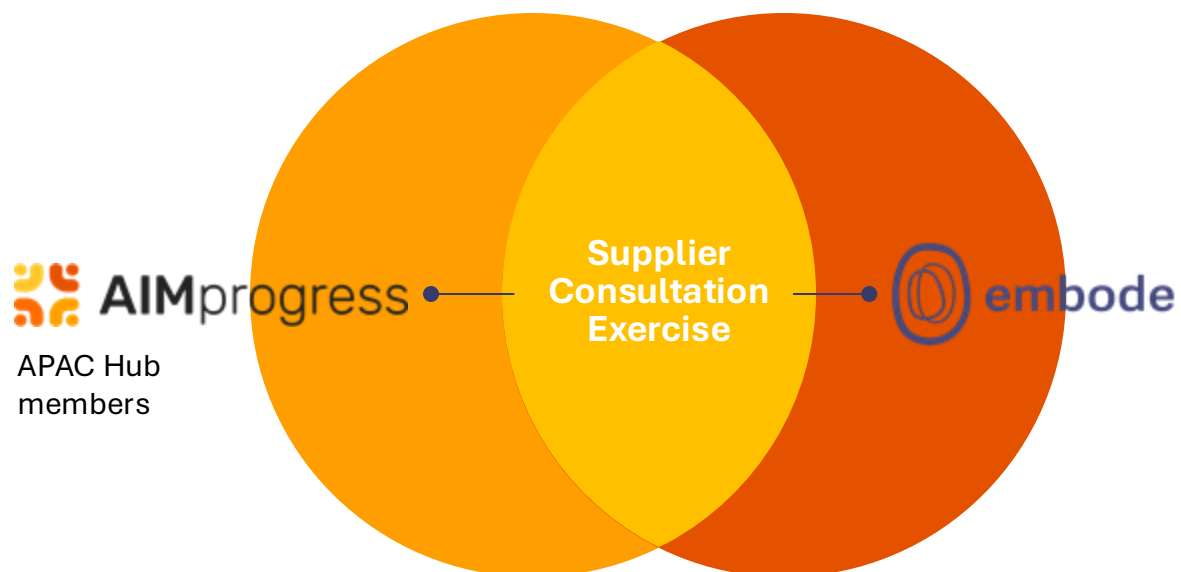 AIMprogress
APAC Hub
members
Supplier
Consultation
Exercise
embode